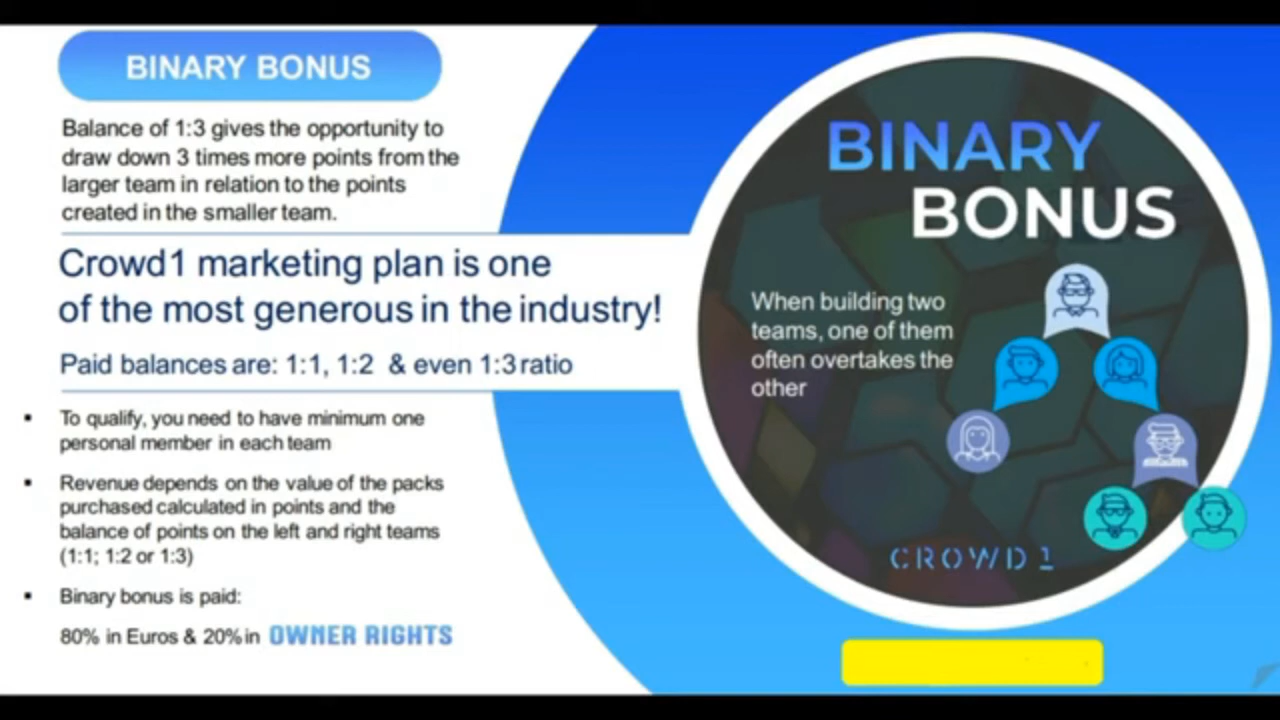 BINARY BONUS
Balance of 1:3 gives the opportunity to
draw down 3 times more points from the
larger team in relation to the points
created in the smaller team.
Crowd1 marketing plan is one
of the most generous in the industry!
Paid balances are: 1:1, 1:2 & even 1:3 ratio
▪ To qualify, you need to have minimum one
personal member in each team
▪ Revenue depends on the value of the packs
purchased calculated in points and the
balance of points on the left and right teams
(1:1; 1:2 or 1:3)
▪ Binary bonus is paid:
80% in Euros & 20% in OWNER RIGHTS
BINARY
BONUS
When building two
teams, one of them
often overtakes the
other
CROWD1